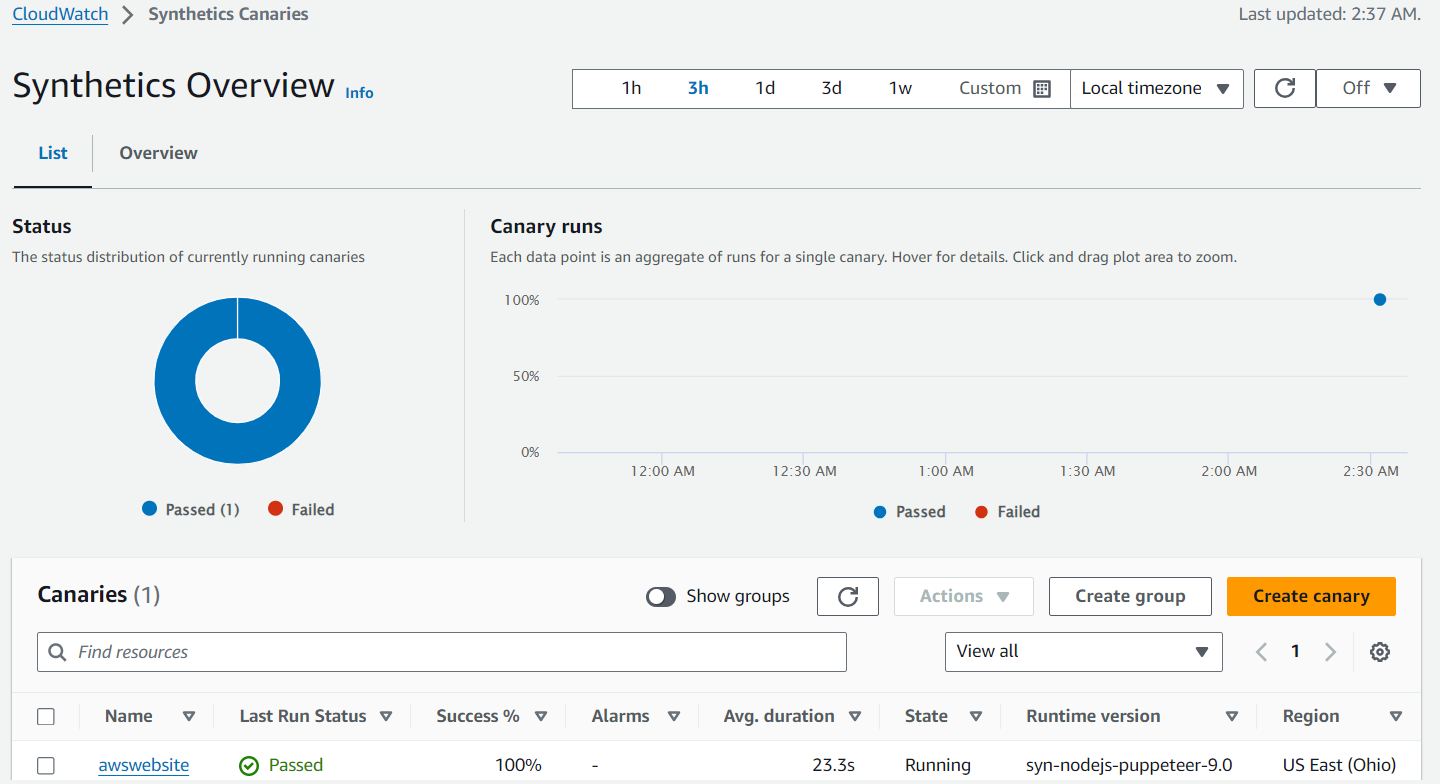 CloudWatch > Synthetics Canaries Last updated: 2:37 AM.
Synthetics Overview Info 1h 3h 1d 3d 1w Custom Local timezone Off
List Overview
Status
The status distribution of currently running canaries
Passed (1) Failed
Canary runs
Each data point is an aggregate of runs for a single canary. Hover for details. Click and drag plot area to zoom.
100%
50%
0%
12:00 AM 12:30 AM 1:00 AM 1:30 AM 2:00 AM 2:30 AM
Passed Failed
Canaries (1) Show groups Actions Create group Create canary
Find resources View all 1
Name Last Run Status Success % Alarms Avg. duration State Runtime version Region
awswebsite Passed 100% - 23.3s Running syn-nodejs-puppeteer-9.0 US East (Ohio)